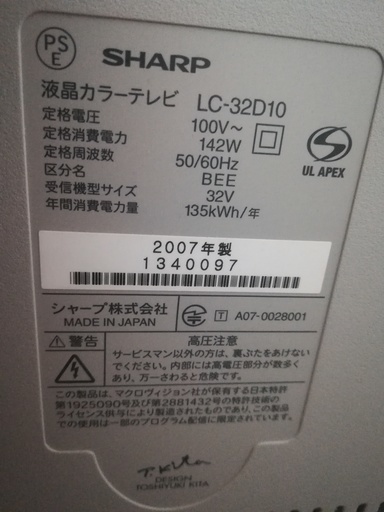 PS
E
SHARP
液晶カラーテレビ LC-32D10
定格電圧 100V~
定格消費電力 142W
定格周波数 50/60Hz
区分名 BEE
受信機型サイズ 32V
年間消費電力量 135kWh/年
UL APEX
2007年製
1340097
シャープ株式会社
MADE IN JAPAN
T A07-0028001
警告 高圧注意
サービスマン以外の方は、裏ぶたをあけない
でください。内部には高電圧部分が数多く
あり、万一さわると危険です。
この製品は、マクロヴィジョン社が保有する日本特許
第1925090号及び第2881432号の特許技術の
ライセンス供与により製造されており、この製品
での使用は一部のプログラム配信に限定されており
T. Kita
DESIGN
TOSHIYUKI KITA